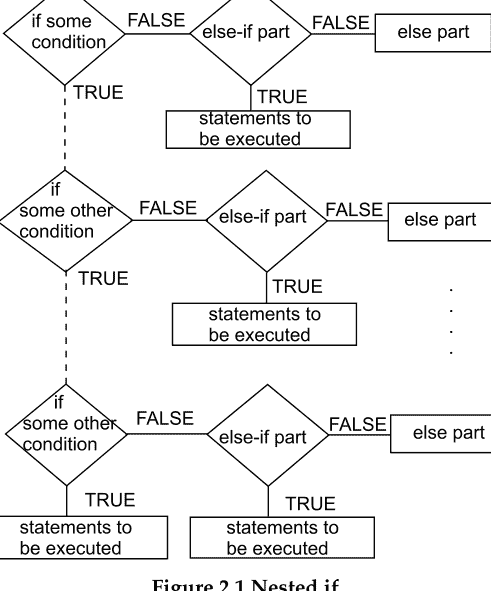 if some
condition
FALSE
else-if part
FALSE
else part
TRUE
TRUE
statements to
be executed
if
some other
condition
FALSE
else-if part
FALSE
else part
TRUE
TRUE
statements to
be executed
if
some other
condition
FALSE
else-if part
FALSE
else part
TRUE
TRUE
statements to
be executed
statements to
be executed
Figure 2.1 Nested if